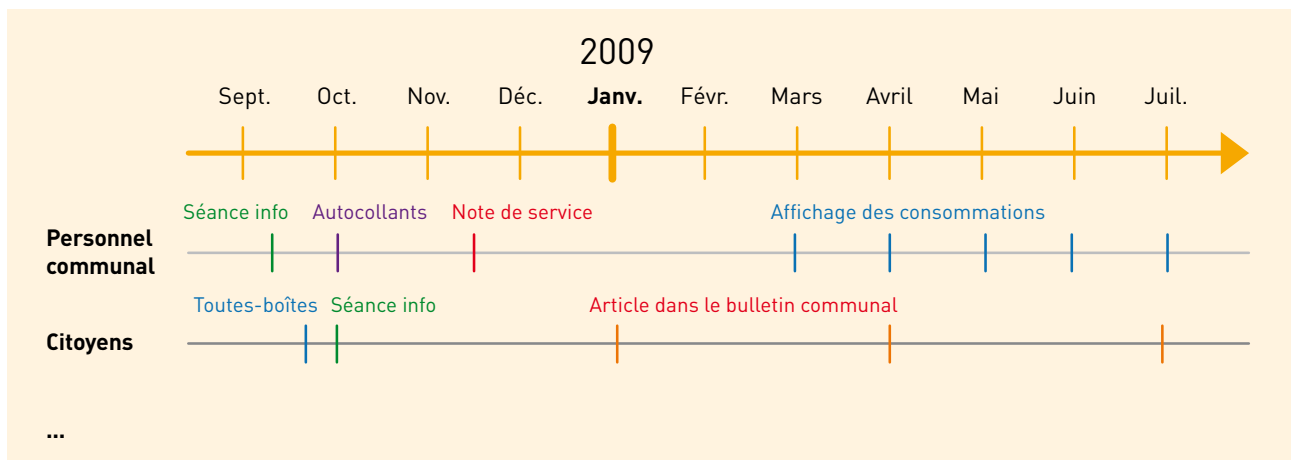 2009
Sept. Oct. Nov. Déc. Janv. Févr. Mars Avril Mai Juin Juil.
Séance info Autocollants Note de service Affichage des consommations
Personnel
communal
Toutes-boîtes Séance info Article dans le bulletin communal
Citoyens
...